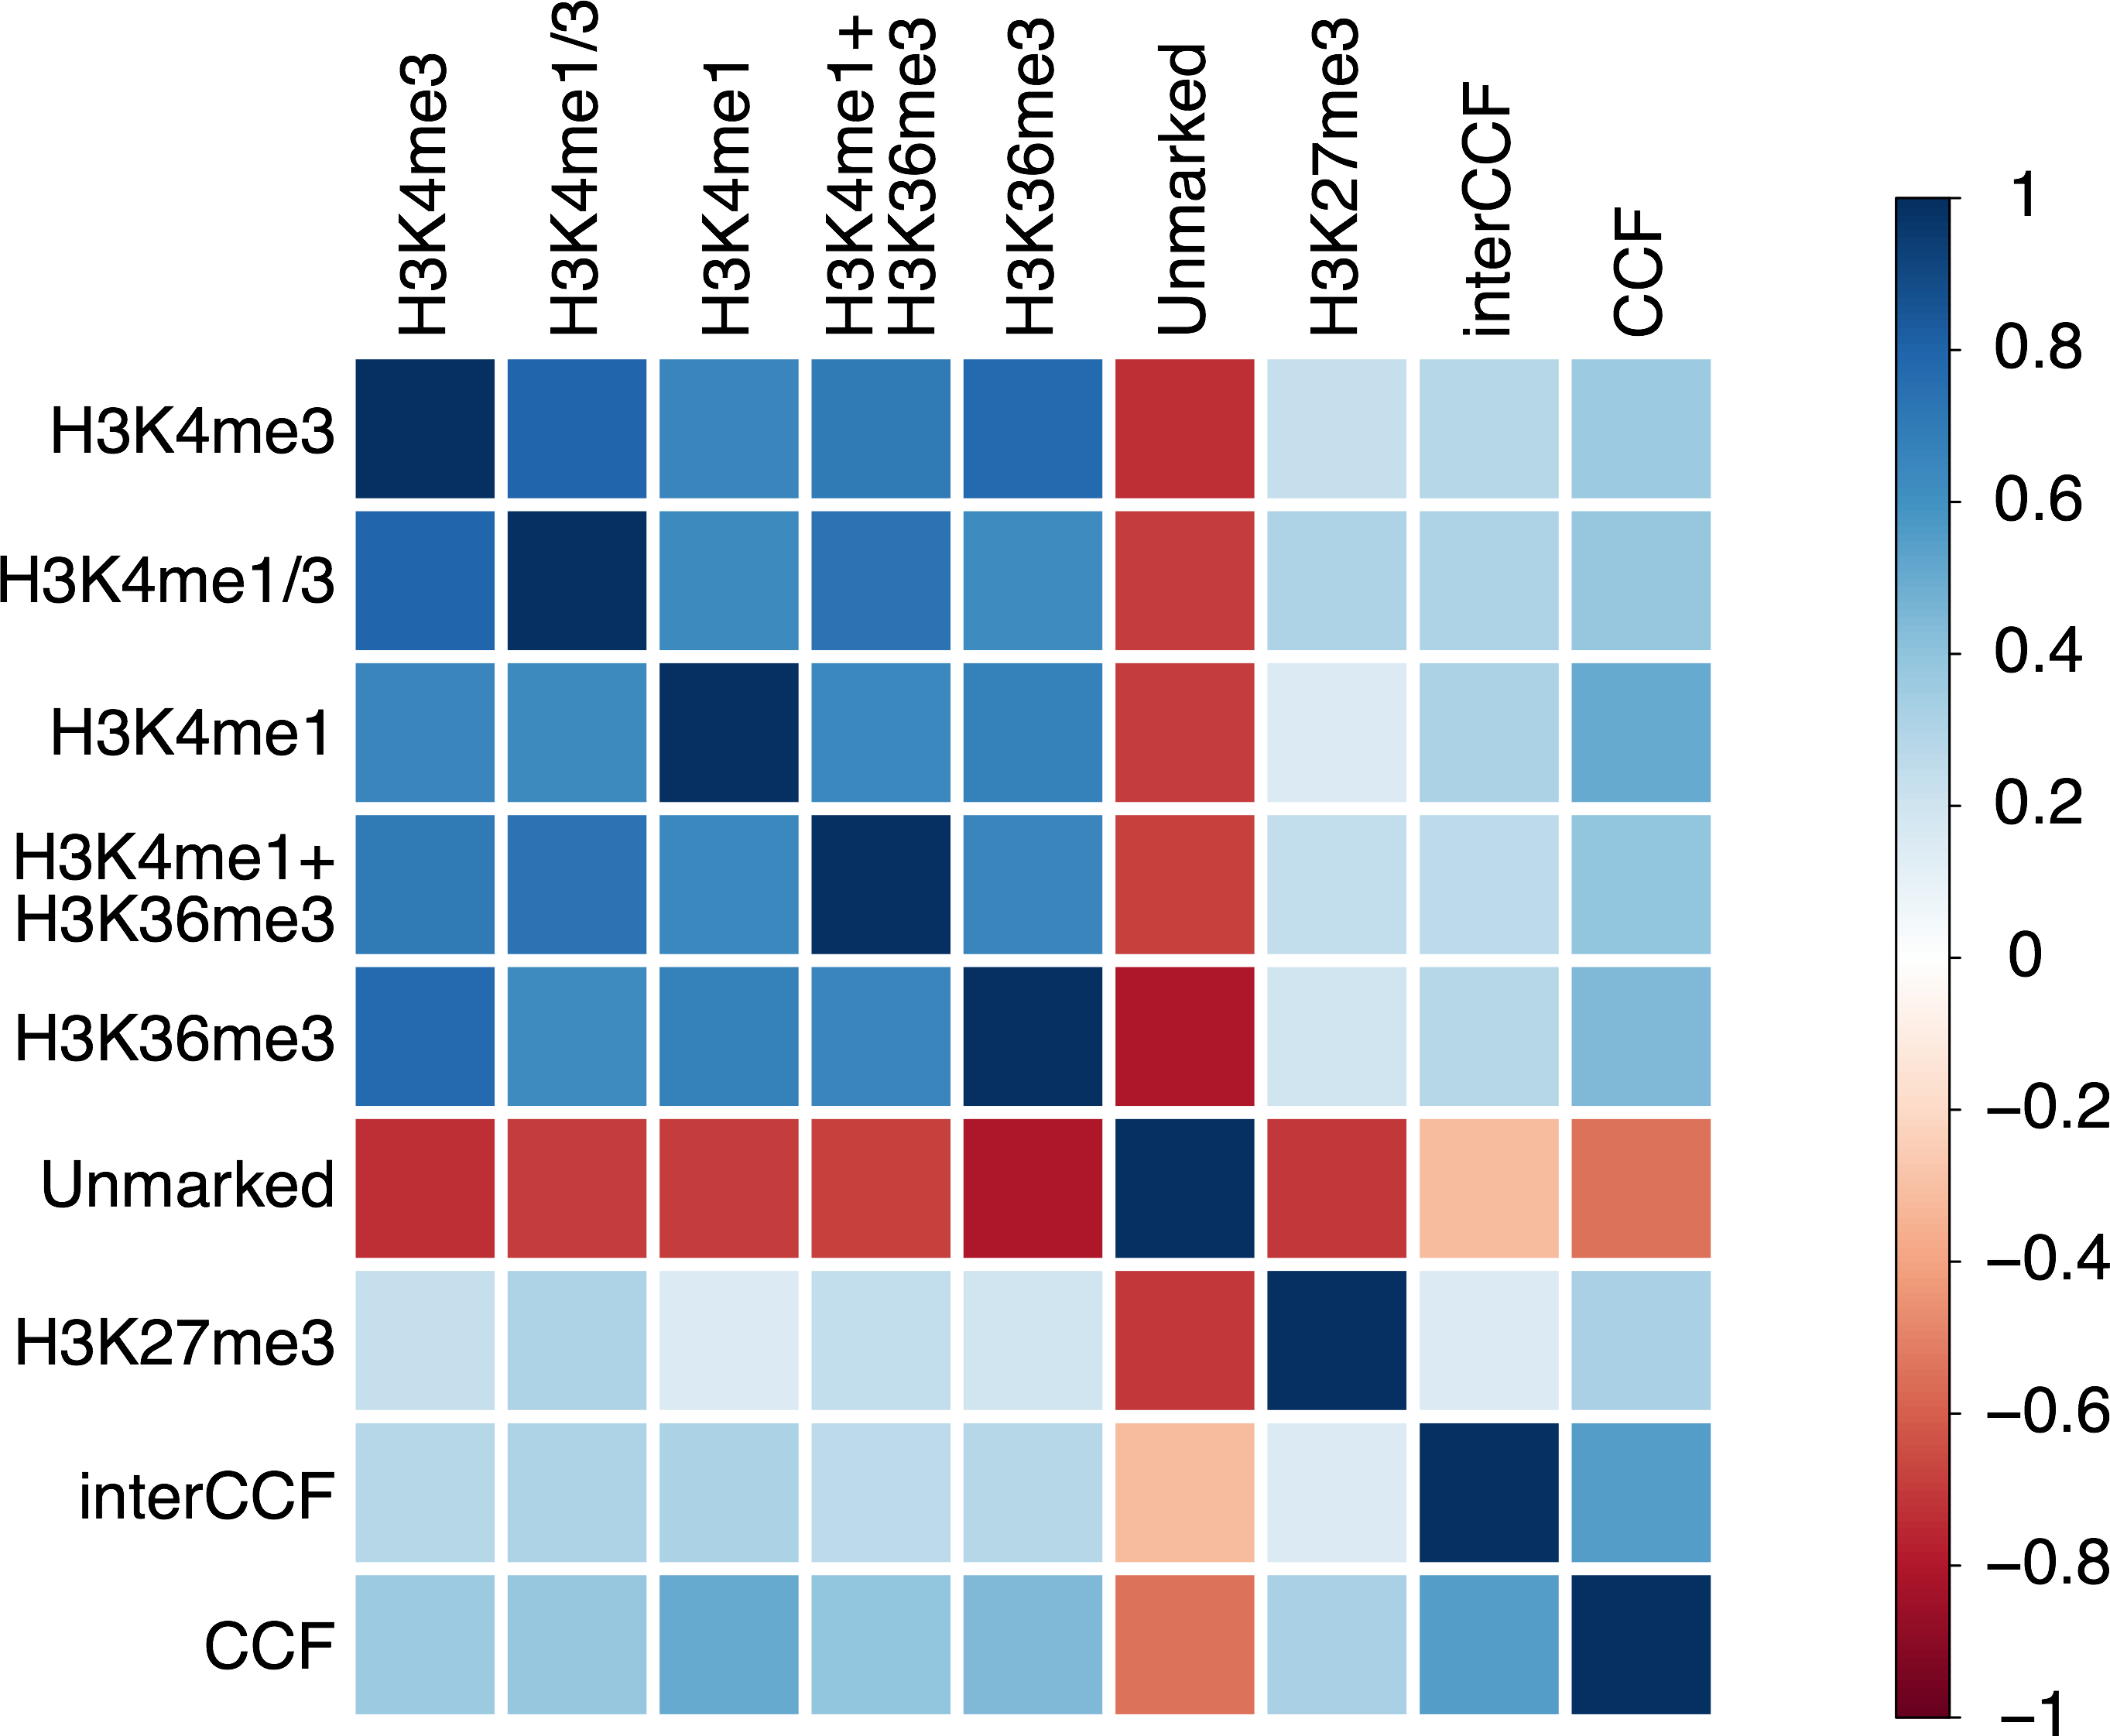 H3K4me3
H3K4me1/3
H3K4me1
H3K4me1+
H3K36me3
H3K36me3
Unmarked
H3K27me3
interCCF
CCF
H3K4me3
H3K4me1/3
H3K4me1
H3K4me1+
H3K36me3
H3K36me3
Unmarked
H3K27me3
interCCF
CCF
1
0.8
0.6
0.4
0.2
0
−0.2
−0.4
−0.6
−0.8
−1